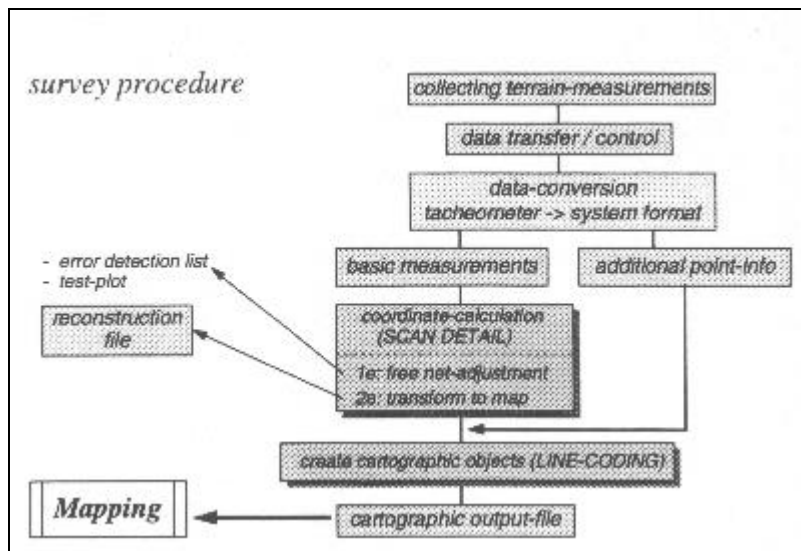 survey procedure
collecting terrain-measurements
data transfer / control
data-conversion
tacheometer -> system format
basic measurements
additional point-info
- error detection list
- test-plot
reconstruction
file
coordinate-calculation
(SCAN DETAIL)
1e: free net-adjustment
2e: transform to map
create cartographic objects (LINE-CODING)
Mapping
cartographic output-file